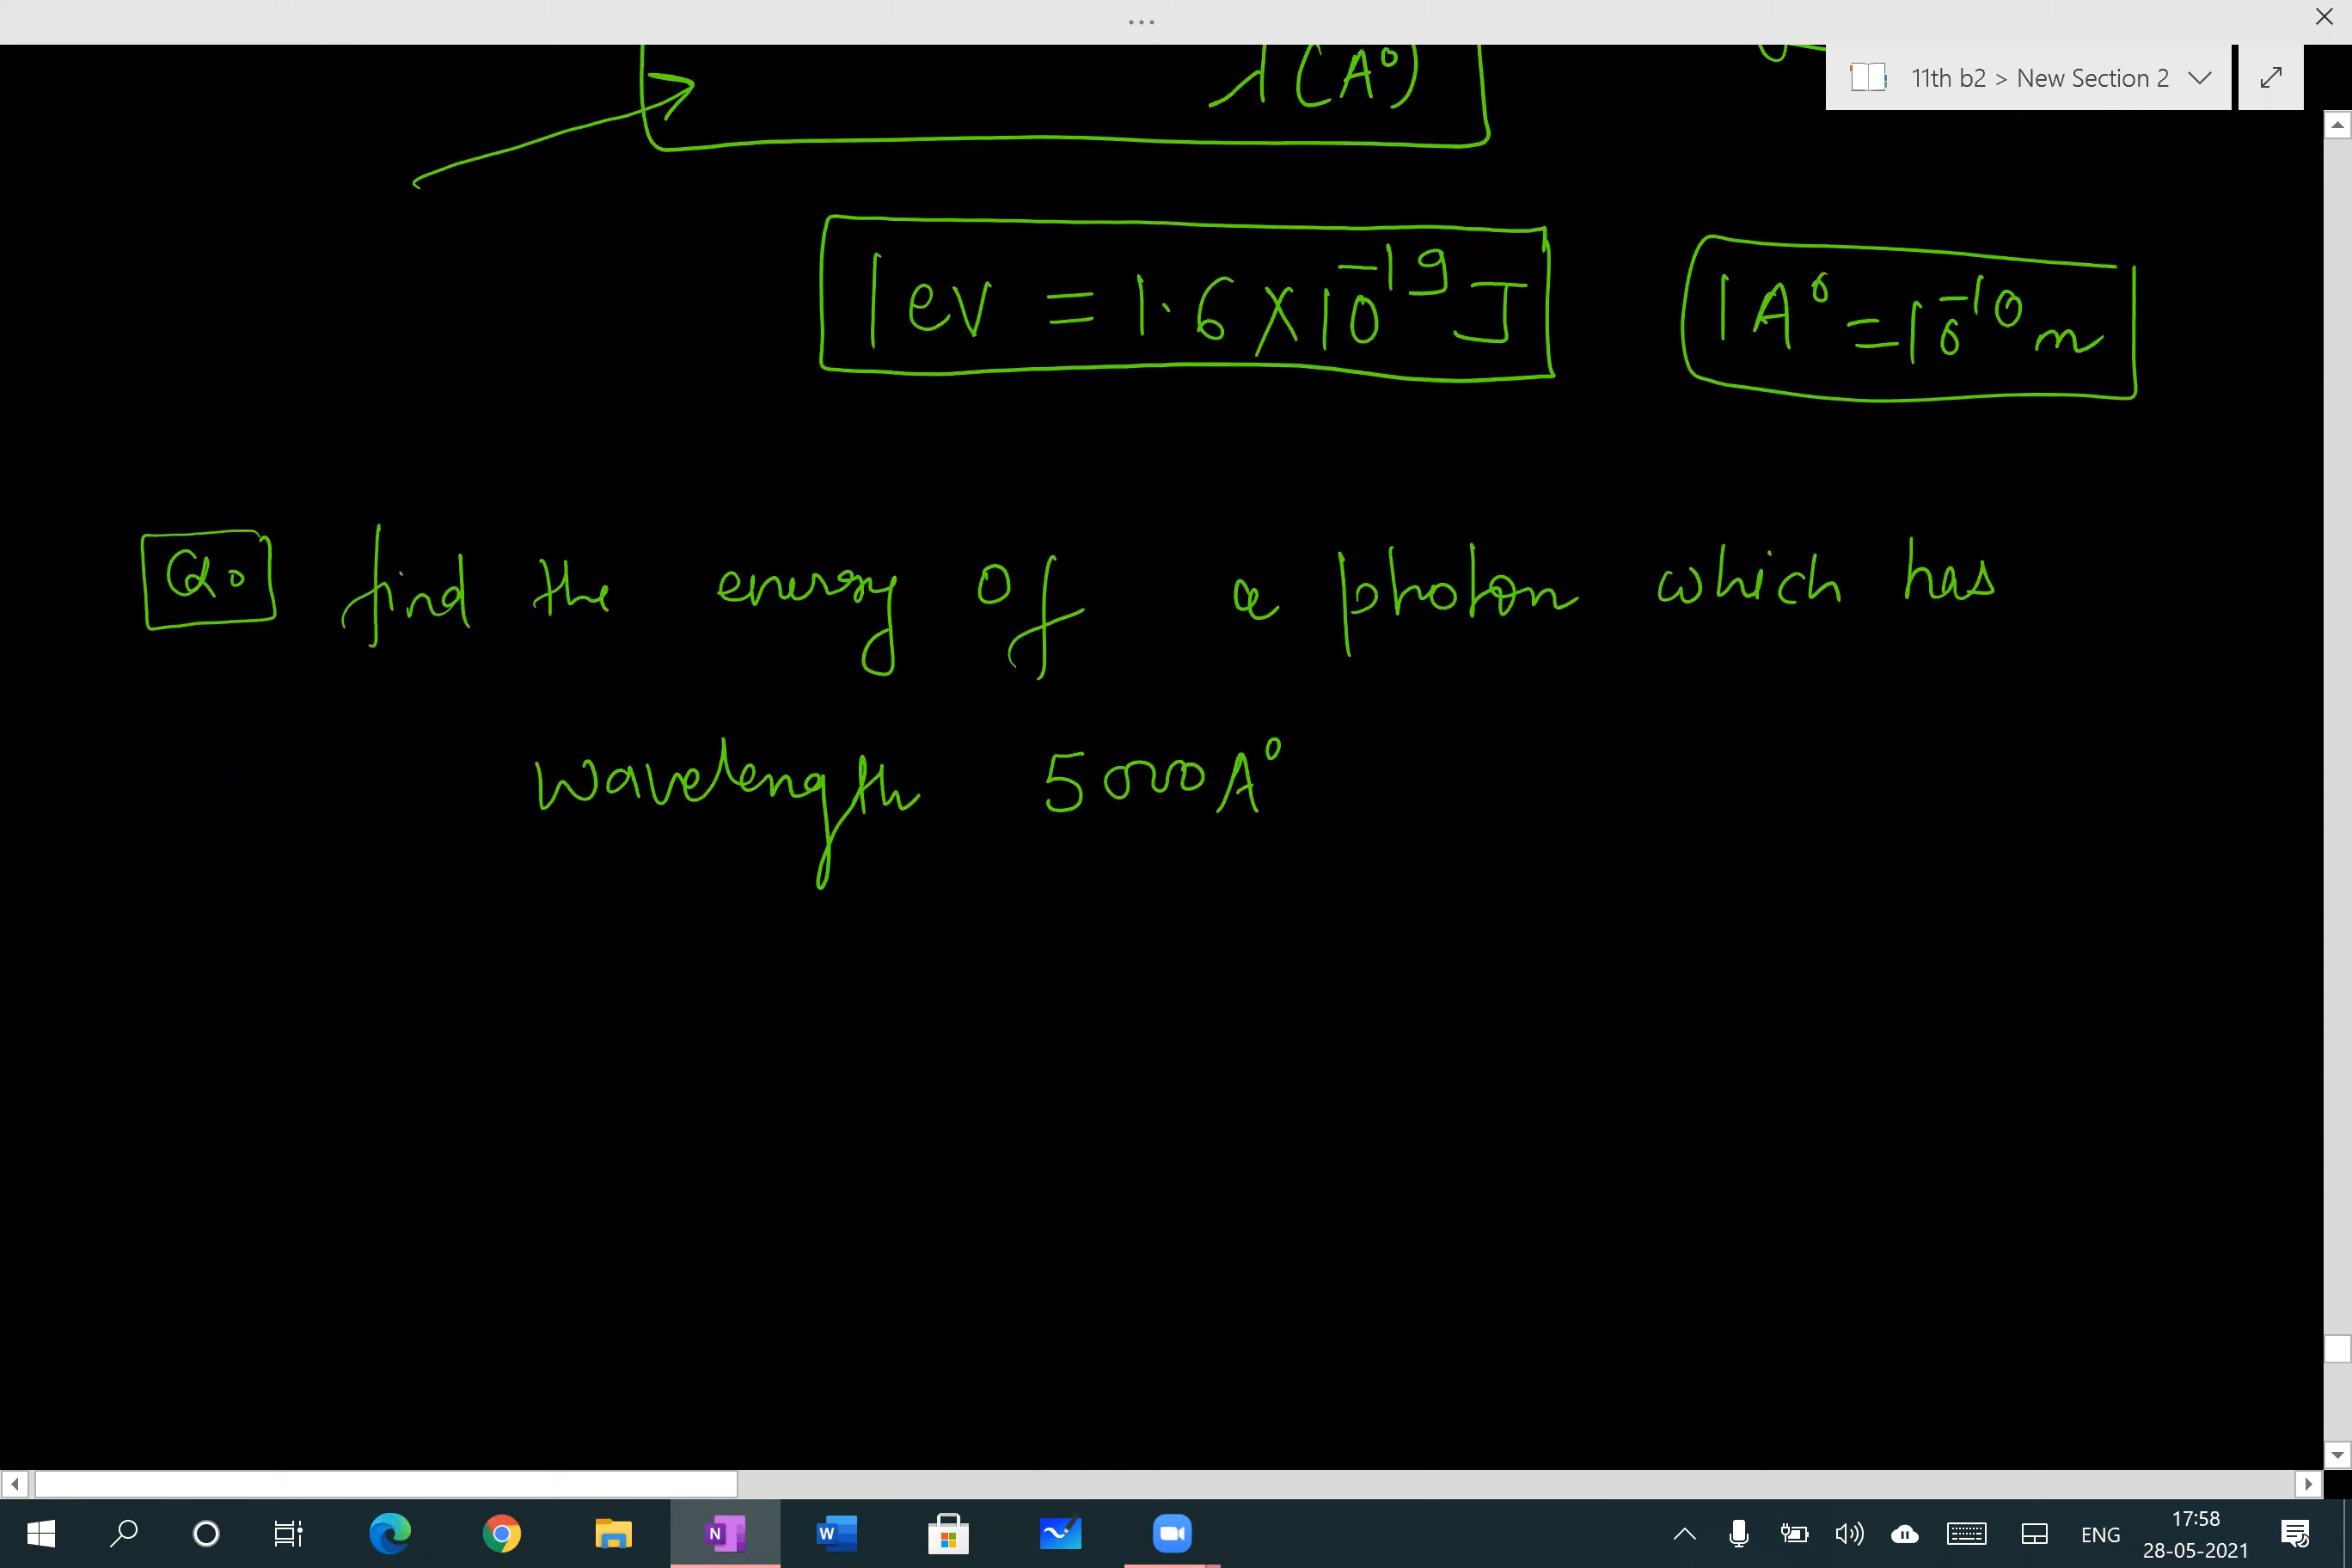 ...
λ(A°)
11th b2 > New Section 2
1 eV = 1.6 X 10^-19 J
1 A° = 10^-10 m
Q. find the energy of a photon which has
wavelength 5000 A°
ENG
17:58
28-05-2021